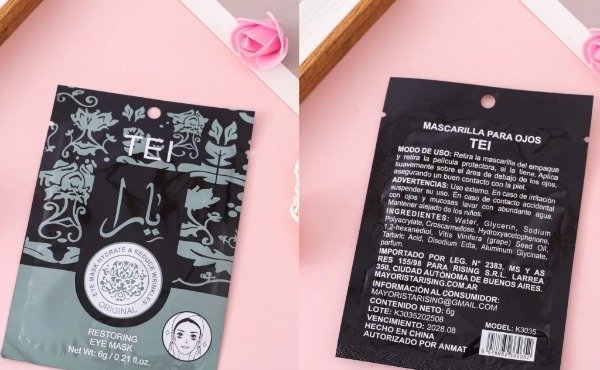 TEI
EYE MASK-HYDRATE & REDUCE WRINKLES
ORIGINAL
RESTORING
EYE MASK
Net Wt. 6g / 0.21 fl.oz.
MASCARILLA PARA OJOS
TEI
MODO DE USO: Retira la mascarilla del empaque
y retira la película protectora, si la tiene. Aplica
suavemente sobre el área de debajo de los ojos,
asegurando un buen contacto con la piel.
ADVERTENCIAS: Uso externo. En caso de irritación
suspender su uso. En caso de contacto accidental
con ojos y mucosas lavar con abundante agua.
Mantener alejado de los niños.
INGREDIENTES: Water, Glycerin, Sodium
Polyacrylate, Croscarmellose, Hydroxyacetophenone,
1,2-hexanediol, Vitis Vinifera (grape) Seed Oil,
Tartaric Acid, Disodium Edta, Aluminum Glycinate,
parfum.
IMPORTADO POR LEG. N° 2383, MS Y AS
RES 155/98 PARA RISING S.R.L. LARREA
350, CIUDAD AUTÓNOMA DE BUENOS AIRES.
MAYORISTARISING.COM.AR
INFORMACIÓN AL CONSUMIDOR:
MAYORISTARISING@GMAIL.COM
CONTENIDO NETO: 6g
LOTE: K3035202508
VENCIMIENTO: 2028.08
HECHO EN CHINA
AUTORIZADO POR ANMAT
MODEL: K3035